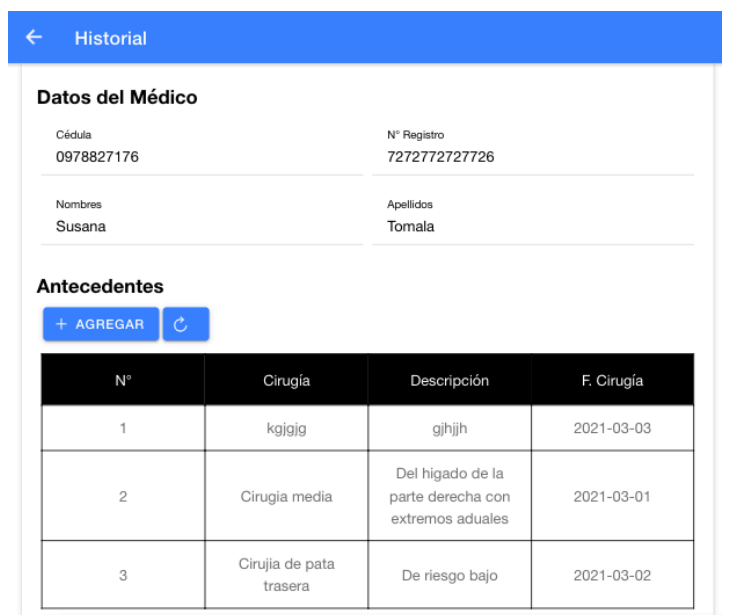 Historial
Datos del Médico
Cédula N° Registro
0978827176 7272772727726
Nombres Apellidos
Susana Tomala
Antecedentes
+ AGREGAR
N° Cirugía Descripción F. Cirugía
1 kgjgjg gjhjjh 2021-03-03
2 Cirugia media Del higado de la
parte derecha con
extremos aduales
2021-03-01
3 Cirujia de pata
trasera
De riesgo bajo 2021-03-02